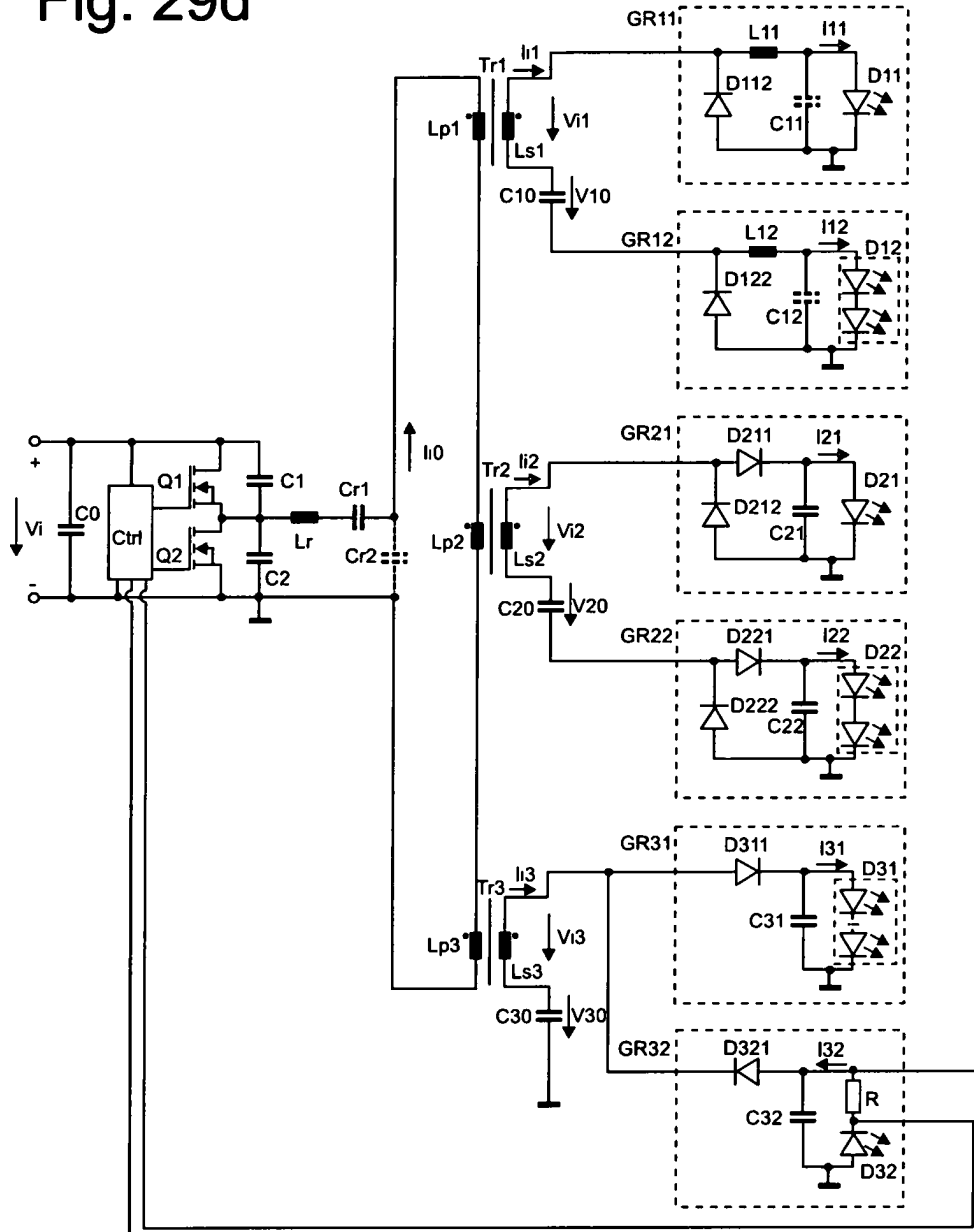 Fig. 29d
GR11
L11
I11
Tr1
Ii1
D112
C11
D11
Lp1
Ls1
Vi1
C10
V10
GR12
L12
I12
D12
D122
C12
Ii0
GR21
D211
I21
D21
+
Q1
C1
Cr1
Tr2
Ii2
D212
C21
Vi
C0
Ctrl
Q2
Lr
Cr2
Lp2
Ls2
Vi2
C2
-
C20
V20
GR22
D221
I22
D22
D222
C22
GR31
D311
I31
D31
Tr3
Ii3
C31
Lp3
Ls3
Vi3
C30
V30
GR32
D321
I32
R
C32
D32